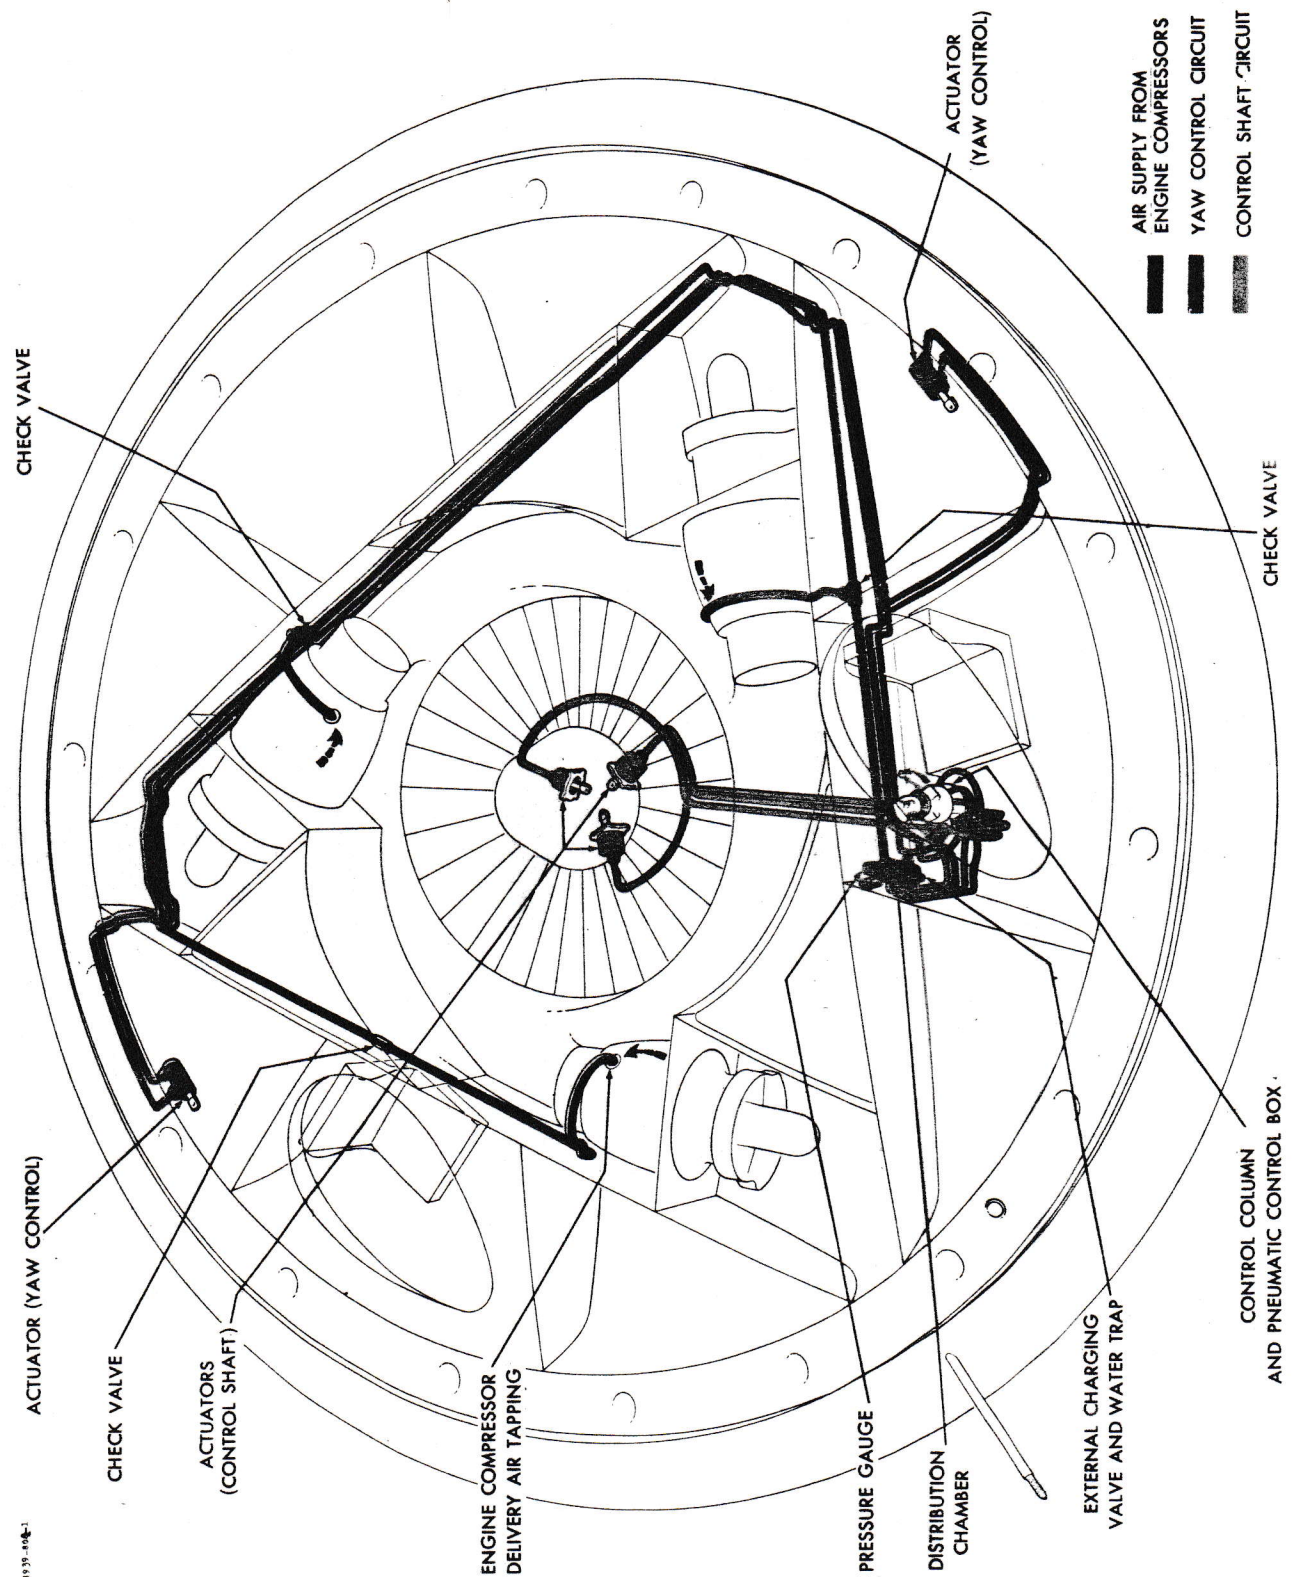 CHECK VALVE
ACTUATOR
(YAW CONTROL)
AIR SUPPLY FROM
ENGINE COMPRESSORS
YAW CONTROL CIRCUIT
CONTROL SHAFT CIRCUIT
CHECK VALVE
ACTUATOR (YAW CONTROL)
CHECK VALVE
ACTUATORS
(CONTROL SHAFT)
ENGINE COMPRESSOR
DELIVERY AIR TAPPING
PRESSURE GAUGE
DISTRIBUTION
CHAMBER
EXTERNAL CHARGING
VALVE AND WATER TRAP
CONTROL COLUMN
AND PNEUMATIC CONTROL BOX